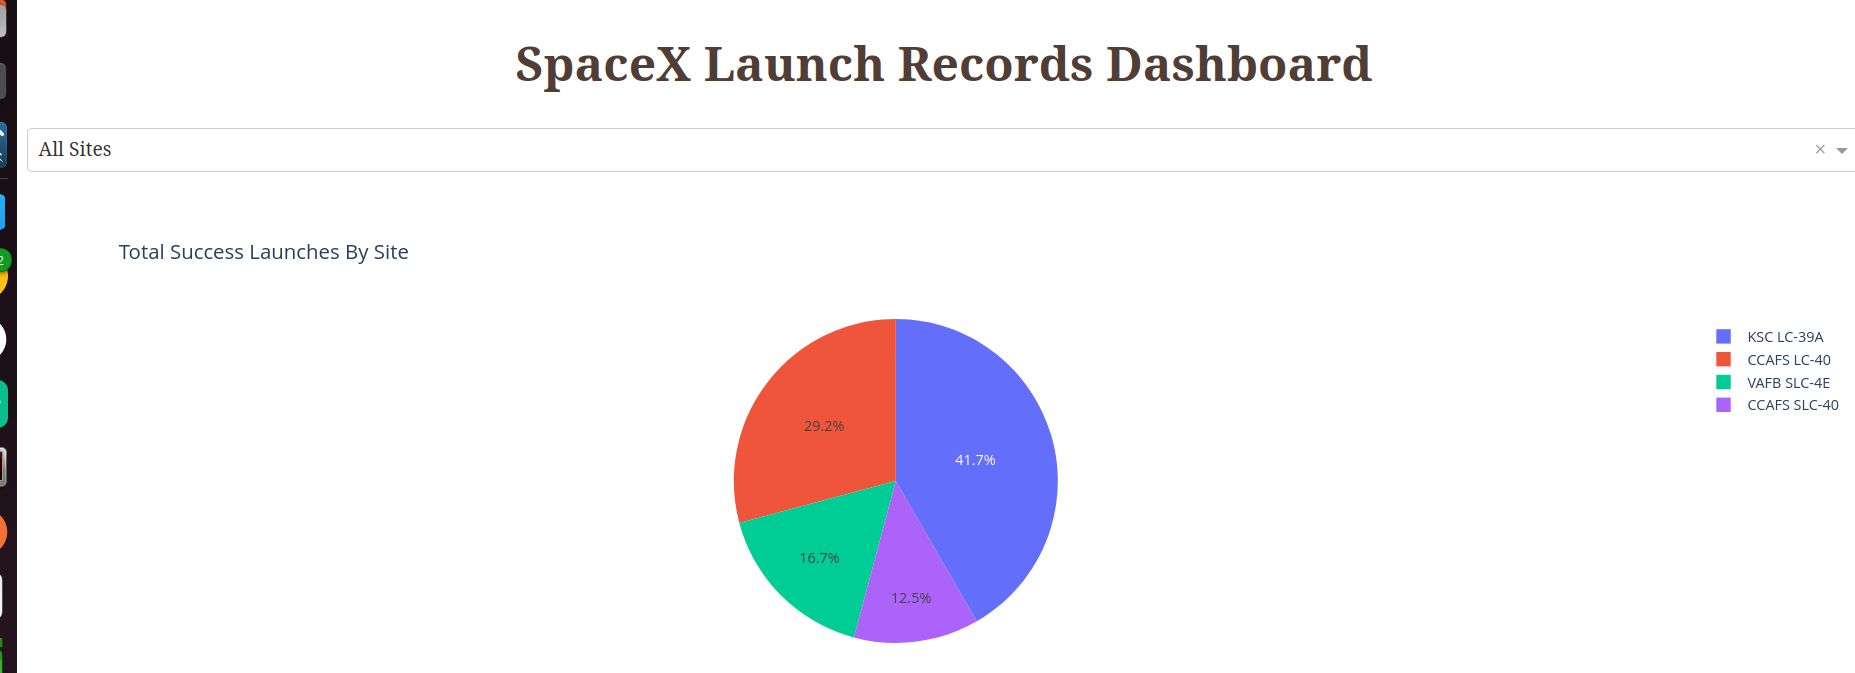 SpaceX Launch Records Dashboard
All Sites
×
Total Success Launches By Site
KSC LC-39A
CCAFS LC-40
VAFB SLC-4E
CCAFS SLC-40
29.2%
41.7%
16.7%
12.5%
2